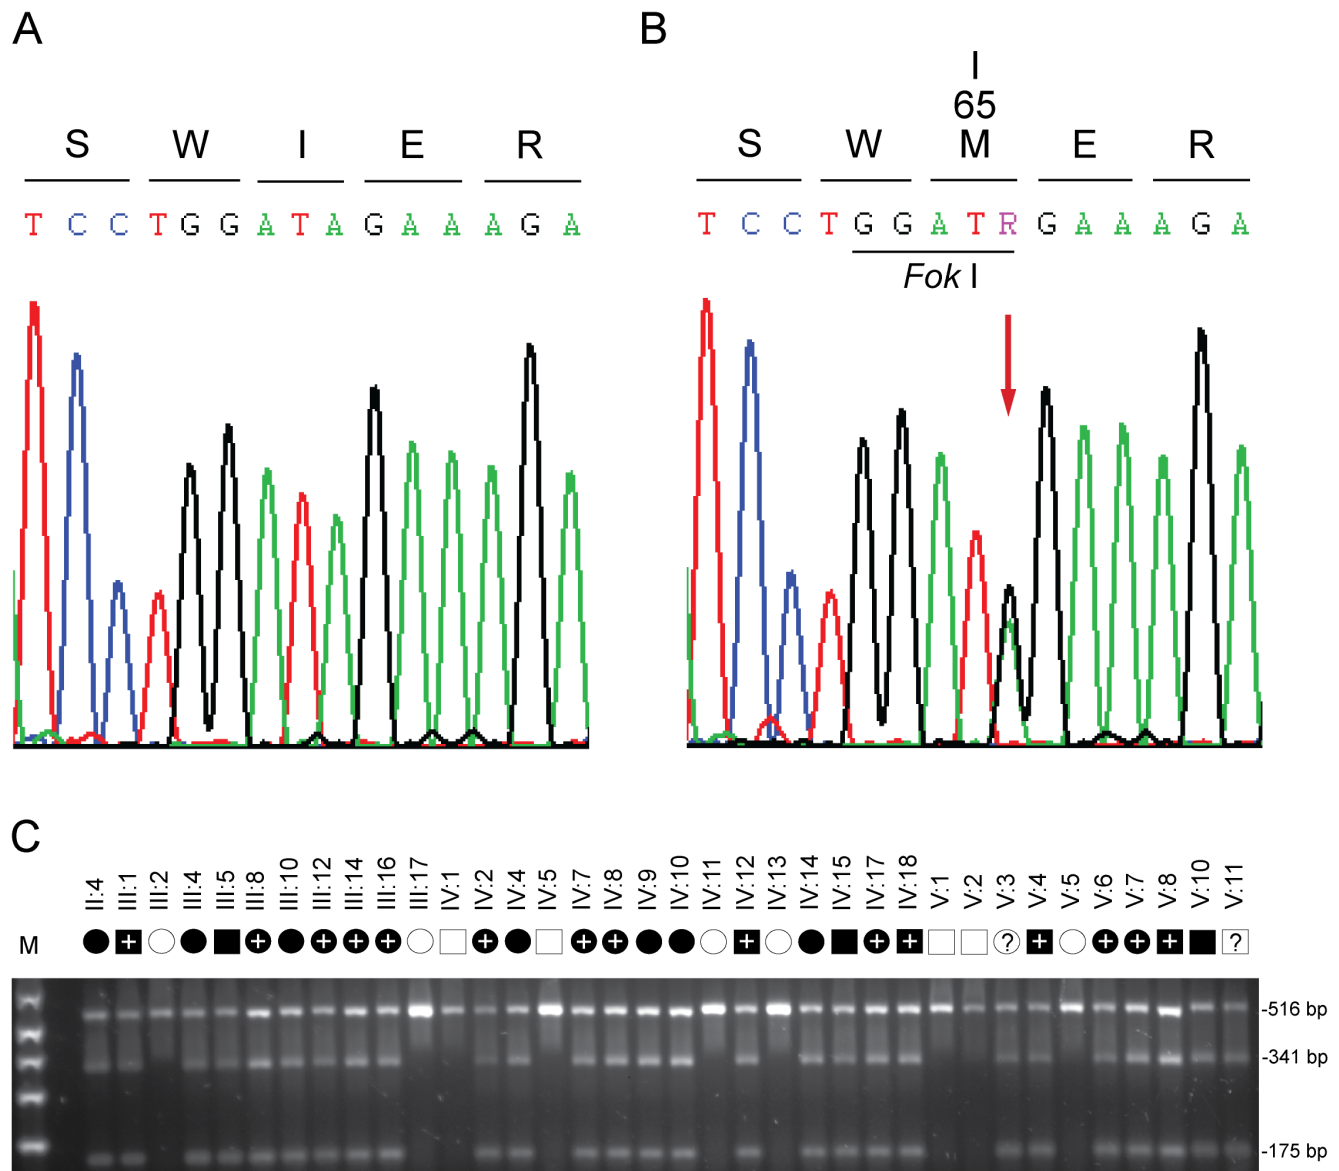 A
S W I E R
T C C T G G A T A G A A A G A
B
I
65
S W M E R
T C C T G G A T R G A A A G A
Fok I
C
II:4 III:1 III:2 III:4 III:5 III:8 III:10 III:12 III:14 III:16 III:17 IV:1 IV:2 IV:4 IV:5 IV:7 IV:8 IV:9 IV:10 IV:11 IV:12 IV:13 IV:14 IV:15 IV:17 IV:18 V:1 V:2 V:3 V:4 V:5 V:6 V:7 V:8 V:10 V:11
M + + + + + + + + + + + + ? + + + + ?
-516 bp
-341 bp
-175 bp